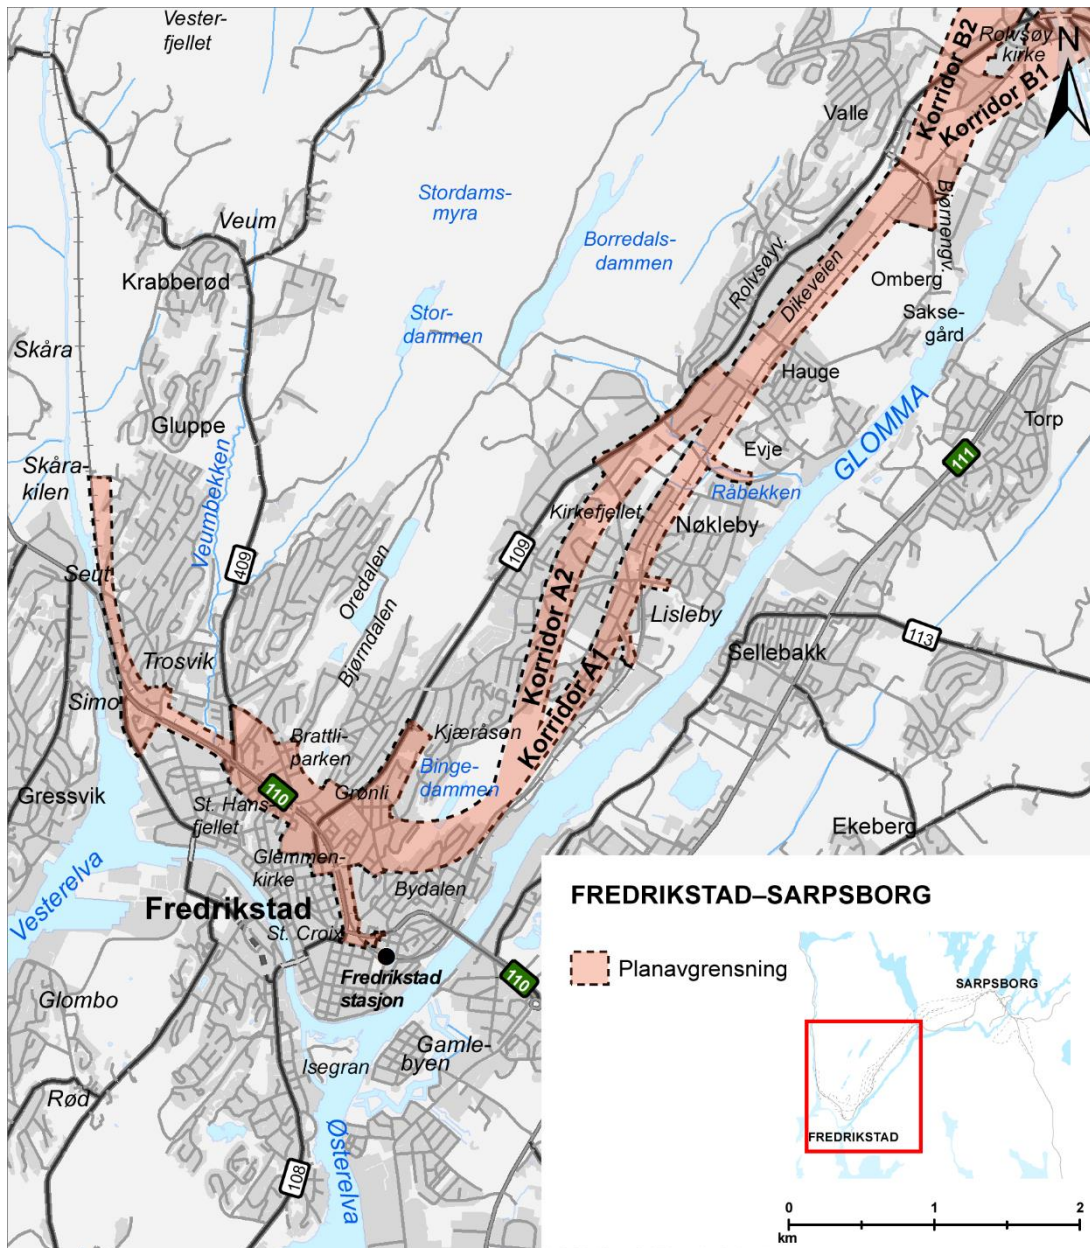 Vester-
fjellet
Korridor B2
Rolvsøy
kirke
N
Korridor B1
Valle
Stordams-
myra
Veum
Borredals-
dammen
Bjørnengv.
Krabberød
Rolvsøyv.
Dikeveien
Omberg
Stor-
dammen
Sakse-
gård
Skåra
Hauge
GLOMMA
Torp
Gluppe
Evje
111
Skåra-
kilen
Veumbekken
Råbekken
Kirkefjellet
Nøkleby
109
409
Seut
Oredalen
Korridor A2
Lisleby
113
Bjørndalen
Trosvik
Sellebakk
Korridor A1
Simo
Kjæråsen
Brattli-
parken
Binge-
dammen
110
Grønli
Gressvik
St. Hans-
fjellet
Ekeberg
Glemmen-
kirke
Bydalen
Vesterelva
Fredrikstad
St. Croix
Fredrikstad
stasjon
110
Glombo
Gamle-
byen
Isegran
Rød
Østerelva
108
FREDRIKSTAD–SARPSBORG
Planavgrensning
SARPSBORG
FREDRIKSTAD
0 1 2
km